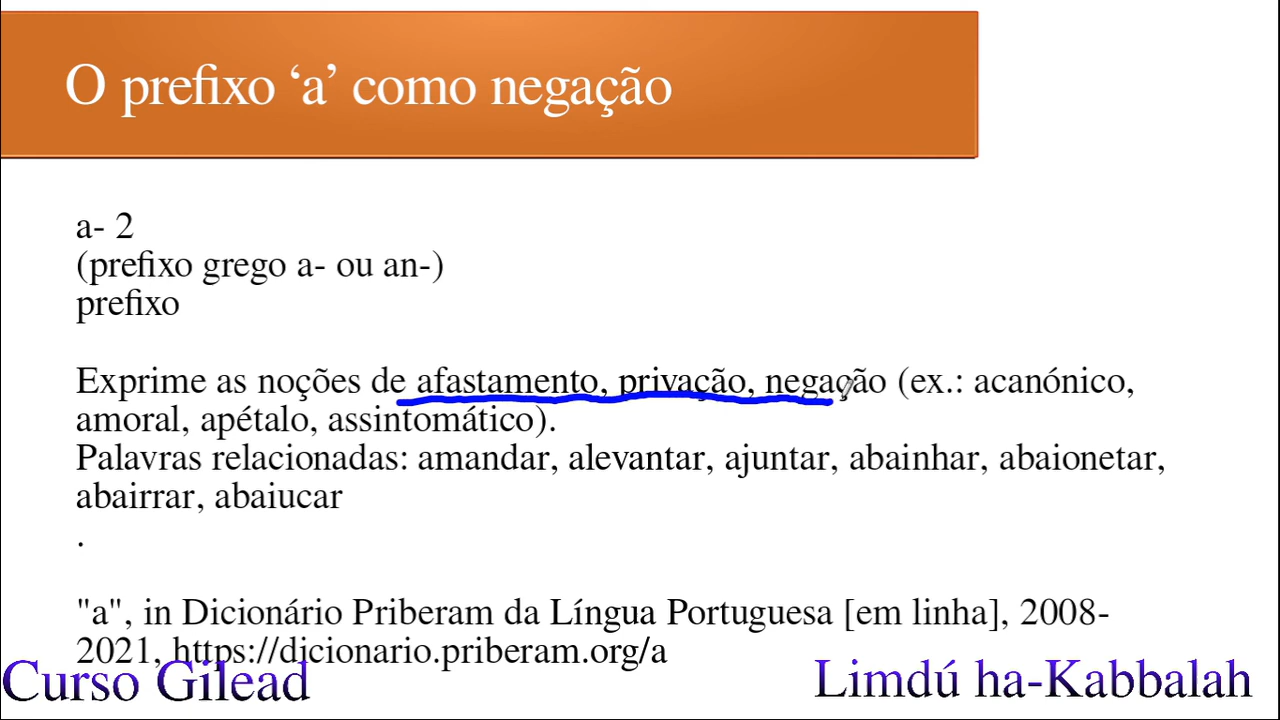 O prefixo ‘a’ como negação
a- 2
(prefixo grego a- ou an-)
prefixo
Exprime as noções de afastamento, privação, negação (ex.: acanónico,
amoral, apétalo, assintomático).
Palavras relacionadas: amandar, alevantar, ajuntar, abainhar, abaionetar,
abairrar, abaiucar
.
"a", in Dicionário Priberam da Língua Portuguesa [em linha], 2008-
2021, https://dicionario.priberam.org/a
Curso Gilead
Limdú ha-Kabbalah